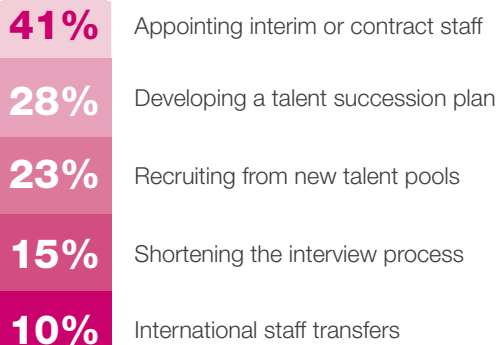 41% Appointing interim or contract staff
28% Developing a talent succession plan
23% Recruiting from new talent pools
15% Shortening the interview process
10% International staff transfers